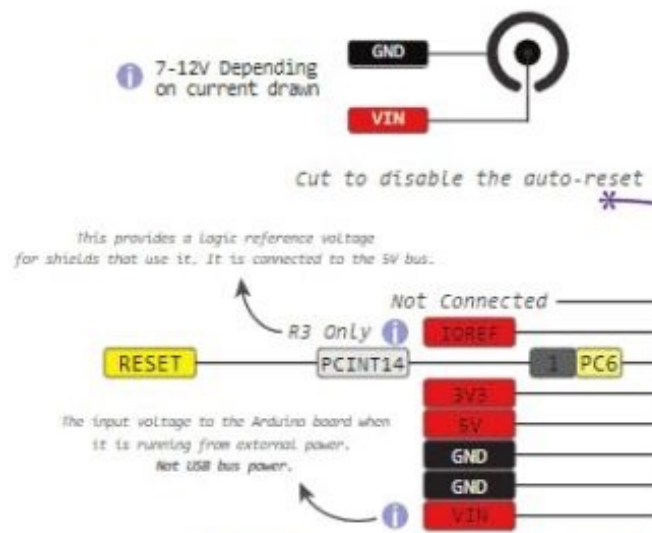 GND
7-12V Depending
on current drawn
VIN
Cut to disable the auto-reset
This provides a logic reference voltage
for shields that use it. It is connected to the 5V bus.
Not Connected
R3 Only
IOREF
RESET
PCINT14
1
PC6
3V3
5V
The input voltage to the Arduino board when
it is running from external power.
Not USB bus power.
GND
GND
VIN